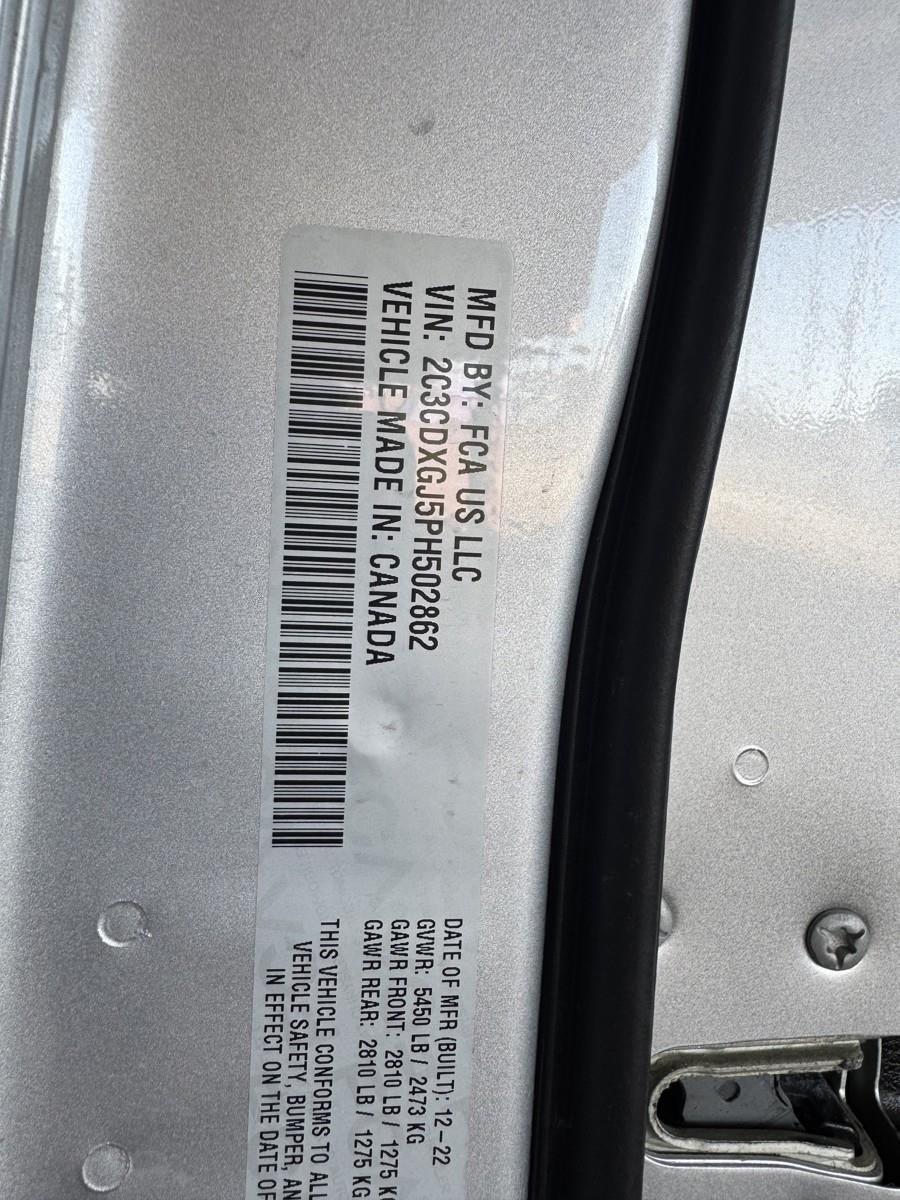 MFD BY: FCA US LLC
VIN: 2C3CDXGJ5PH502862
VEHICLE MADE IN: CANADA
DATE OF MFR (BUILT): 12-22
GVWR: 5450 LB / 2473 KG
GAWR FRONT: 2810 LB / 1275 K
GAWR REAR: 2810 LB / 1275 KG
THIS VEHICLE CONFORMS TO ALL
VEHICLE SAFETY, BUMPER, AN
IN EFFECT ON THE DATE OF